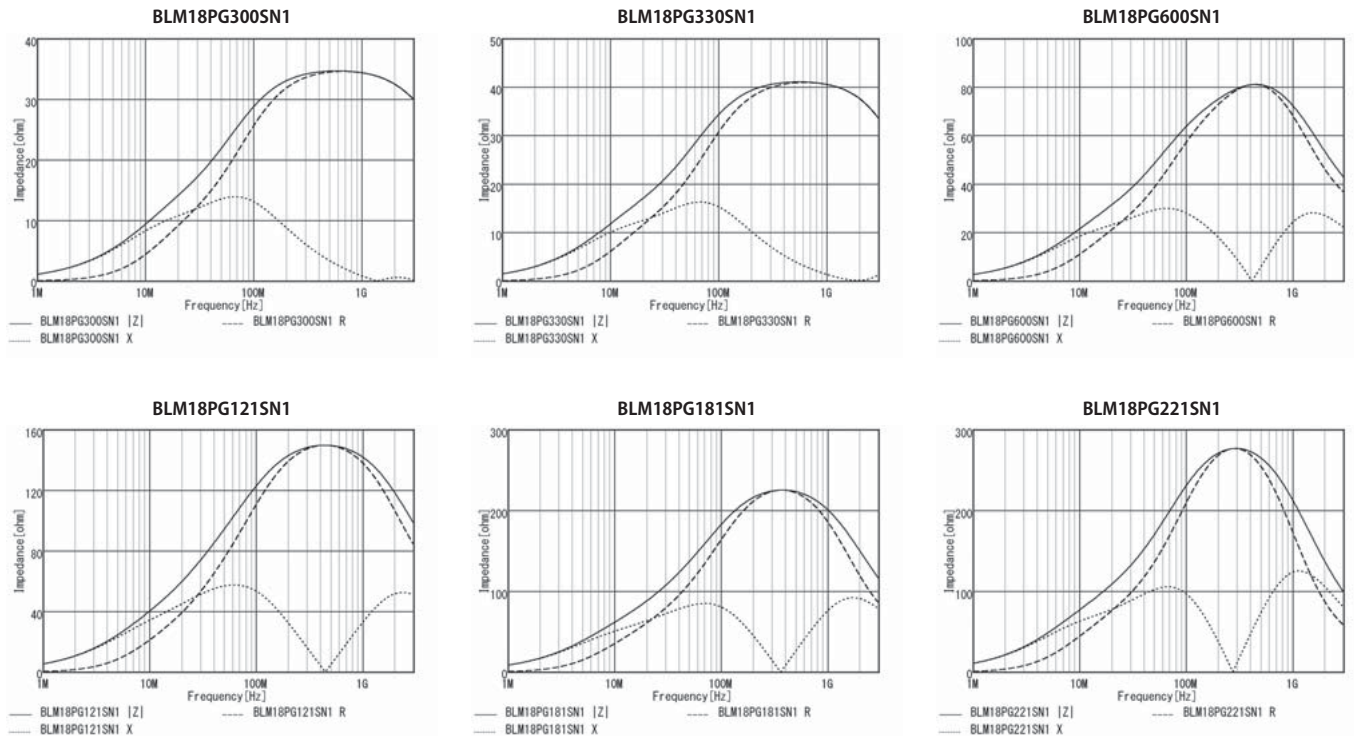 BLM18PG300SN1
40
30
20
10
0
Impedance[ohm]
1M 10M 100M 1G
Frequency[Hz]
BLM18PG300SN1 |Z| BLM18PG300SN1 R
BLM18PG300SN1 X
BLM18PG330SN1
50
40
30
20
10
0
Impedance[ohm]
1M 10M 100M 1G
Frequency[Hz]
BLM18PG330SN1 |Z| BLM18PG330SN1 R
BLM18PG330SN1 X
BLM18PG600SN1
100
80
60
40
20
0
Impedance[ohm]
1M 10M 100M 1G
Frequency[Hz]
BLM18PG600SN1 |Z| BLM18PG600SN1 R
BLM18PG600SN1 X
BLM18PG121SN1
160
120
80
40
0
Impedance[ohm]
1M 10M 100M 1G
Frequency[Hz]
BLM18PG121SN1 |Z| BLM18PG121SN1 R
BLM18PG121SN1 X
BLM18PG181SN1
300
200
100
0
Impedance[ohm]
1M 10M 100M 1G
Frequency[Hz]
BLM18PG181SN1 |Z| BLM18PG181SN1 R
BLM18PG181SN1 X
BLM18PG221SN1
300
200
100
0
Impedance[ohm]
1M 10M 100M 1G
Frequency[Hz]
BLM18PG221SN1 |Z| BLM18PG221SN1 R
BLM18PG221SN1 X